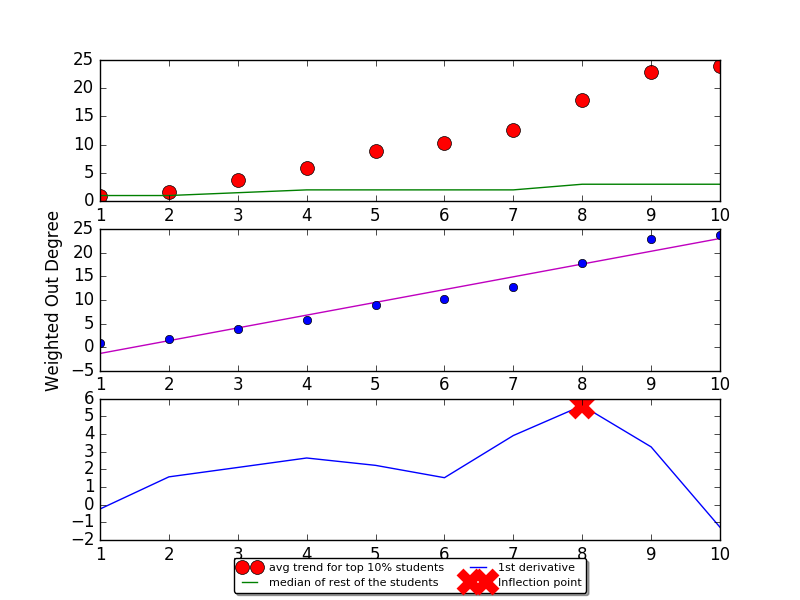 25
20
15
10
5
0
1 2 3 4 5 6 7 8 9 10
Weighted Out Degree
25
20
15
10
5
0
−5
1 2 3 4 5 6 7 8 9 10
6
5
4
3
2
1
0
−1
−2
1 2 3 4 5 6 7 8 9 10
avg trend for top 10% students
median of rest of the students
1st derivative
Inflection point